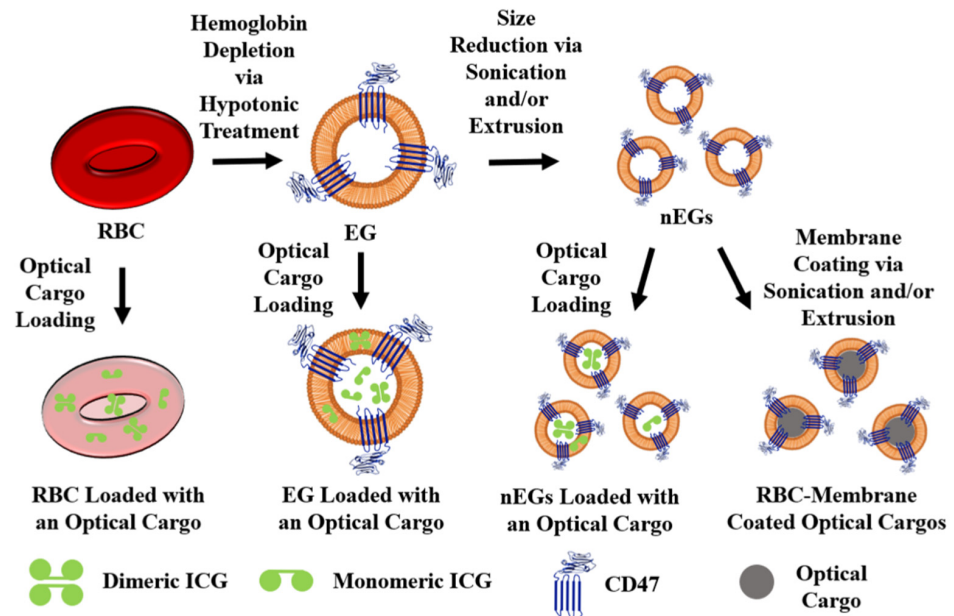 Hemoglobin
Depletion
via
Hypotonic
Treatment
Size
Reduction via
Sonication
and/or
Extrusion
RBC
EG
nEGs
Optical
Cargo
Loading
Optical
Cargo
Loading
Optical
Cargo
Loading
Membrane
Coating via
Sonication and/or
Extrusion
RBC Loaded with
an Optical Cargo
EG Loaded with
an Optical Cargo
nEGs Loaded with
an Optical Cargo
RBC-Membrane
Coated Optical Cargos
Dimeric ICG
Monomeric ICG
CD47
Optical
Cargo